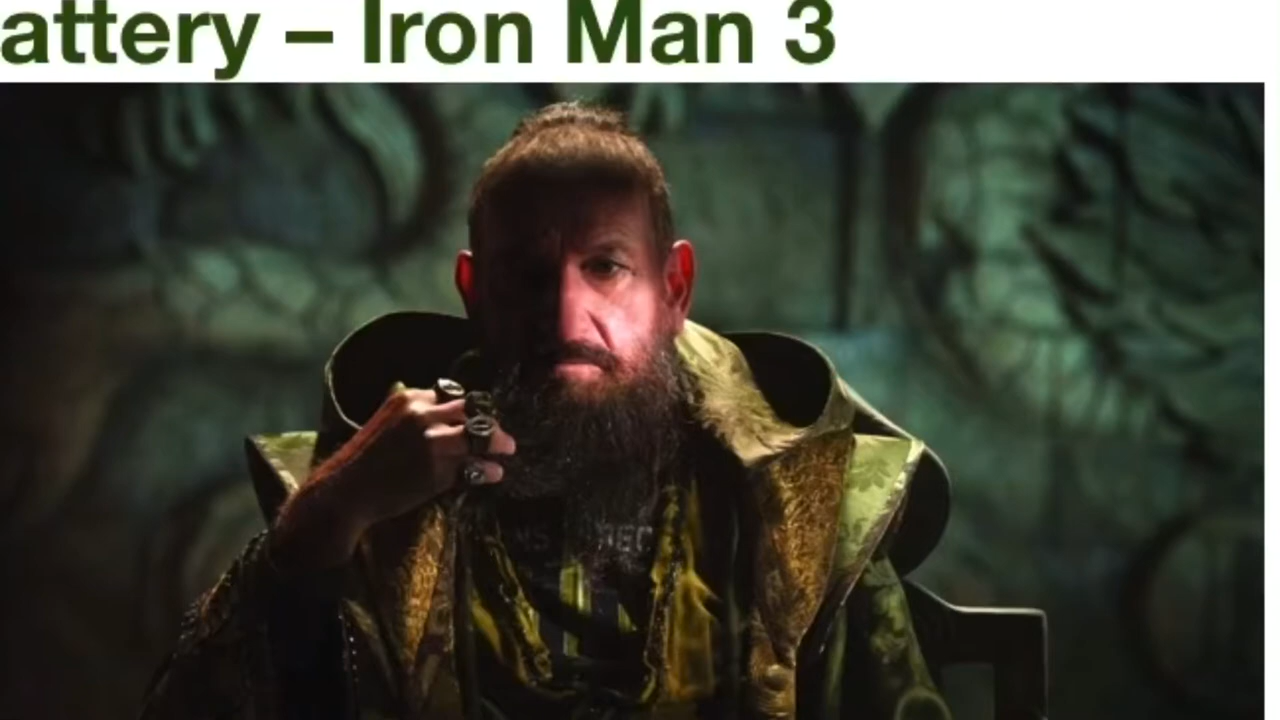 attery – Iron Man 3